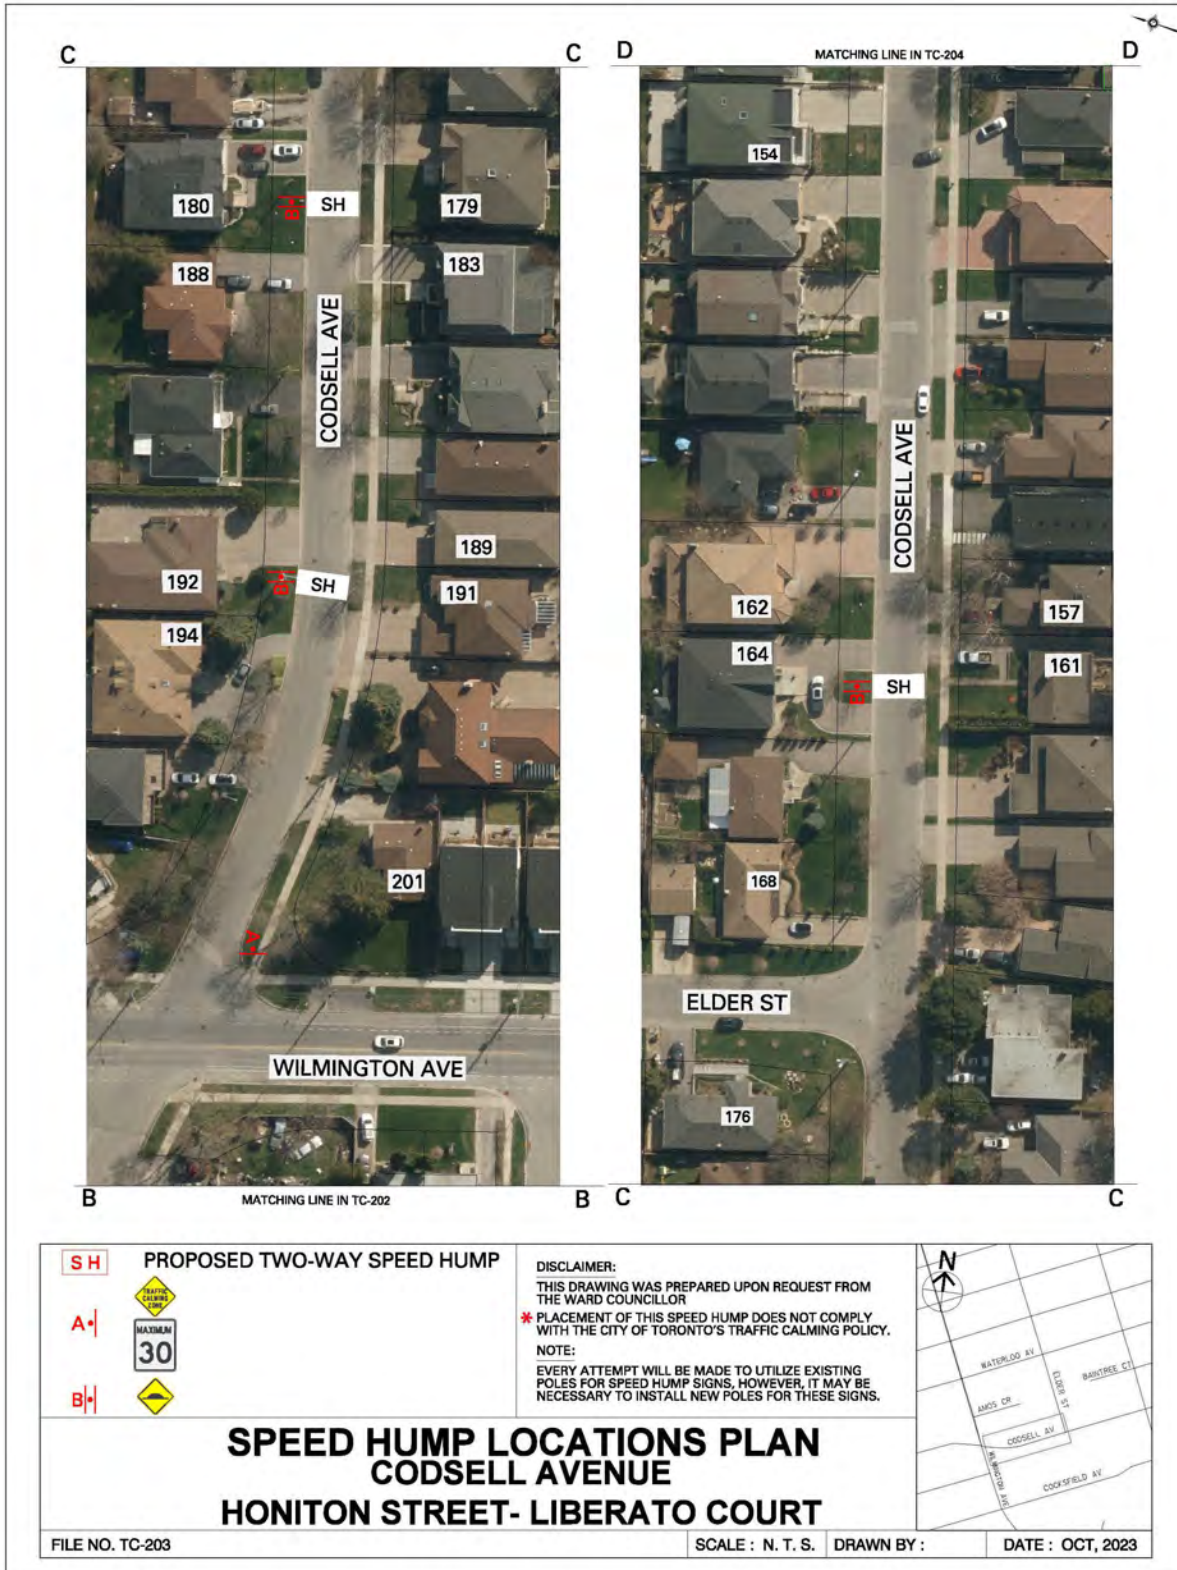 C
C
D
MATCHING LINE IN TC-204
D
180
B
SH
179
188
183
CODSELL AVE
192
B
SH
189
194
191
201
A
WILMINGTON AVE
B
MATCHING LINE IN TC-202
B
154
CODSELL AVE
162
157
164
161
B
SH
168
ELDER ST
176
C
C
SH
PROPOSED TWO-WAY SPEED HUMP
TRAFFIC
CALMING
ZONE
A
MAXIMUM
30
B
DISCLAIMER:
THIS DRAWING WAS PREPARED UPON REQUEST FROM
THE WARD COUNCILLOR
* PLACEMENT OF THIS SPEED HUMP DOES NOT COMPLY
WITH THE CITY OF TORONTO'S TRAFFIC CALMING POLICY.
NOTE:
EVERY ATTEMPT WILL BE MADE TO UTILIZE EXISTING
POLES FOR SPEED HUMP SIGNS, HOWEVER, IT MAY BE
NECESSARY TO INSTALL NEW POLES FOR THESE SIGNS.
N
WATERLOO AV
ELDER ST
BAINTREE CT
AMOS CR
CODSELL AV
WILMINGTON AVE
COCKSFIELD AV
SPEED HUMP LOCATIONS PLAN
CODSELL AVENUE
HONITON STREET- LIBERATO COURT
FILE NO. TC-203
SCALE : N. T. S.
DRAWN BY :
DATE : OCT, 2023